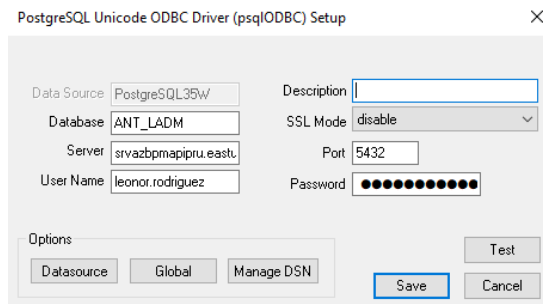 PostgreSQL Unicode ODBC Driver (psqlODBC) Setup
Data Source PostgreSQL35W Description
Database ANT_LADM SSL Mode disable
Server srvazbpmapipru.eastu Port 5432
User Name leonor.rodriguez Password ●●●●●●●●●●●
Options
Datasource Global Manage DSN Test
Save Cancel